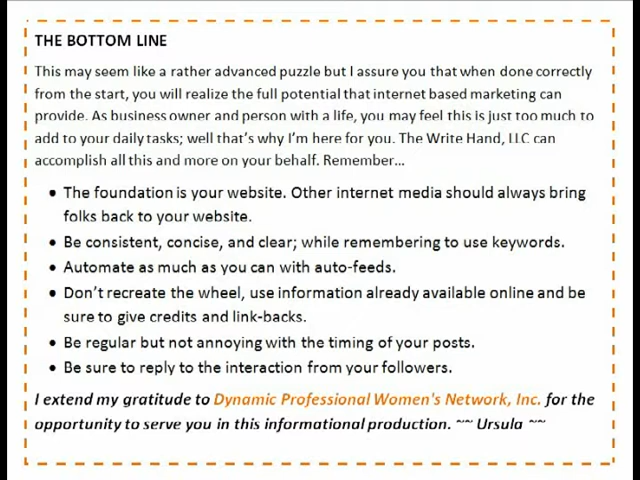 THE BOTTOM LINE
This may seem like a rather advanced puzzle but I assure you that when done correctly
from the start, you will realize the full potential that internet based marketing can
provide. As business owner and person with a life, you may feel this is just too much to
add to your daily tasks; well that's why I'm here for you. The Write Hand, LLC can
accomplish all this and more on your behalf. Remember…
• The foundation is your website. Other internet media should always bring
folks back to your website.
• Be consistent, concise, and clear; while remembering to use keywords.
• Automate as much as you can with auto-feeds.
• Don't recreate the wheel, use information already available online and be
sure to give credits and link-backs.
• Be regular but not annoying with the timing of your posts.
• Be sure to reply to the interaction from your followers.
I extend my gratitude to Dynamic Professional Women's Network, Inc. for the
opportunity to serve you in this informational production. ~~ Ursula ~~